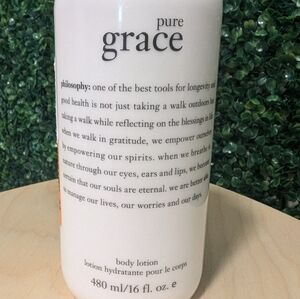 pure
grace
philosophy: one of the best tools for longevity and
good health is not just taking a walk outdoors but
taking a walk while reflecting on the blessings in life
when we walk in gratitude, we empower ourselves
by empowering our spirits. when we breathe
nature through our eyes, ears and lips, we become
certain that our souls are eternal. we are better able
to manage our lives, our worries and our days.
body lotion
lotion hydratante pour le corps
480 ml/16 fl. oz. e